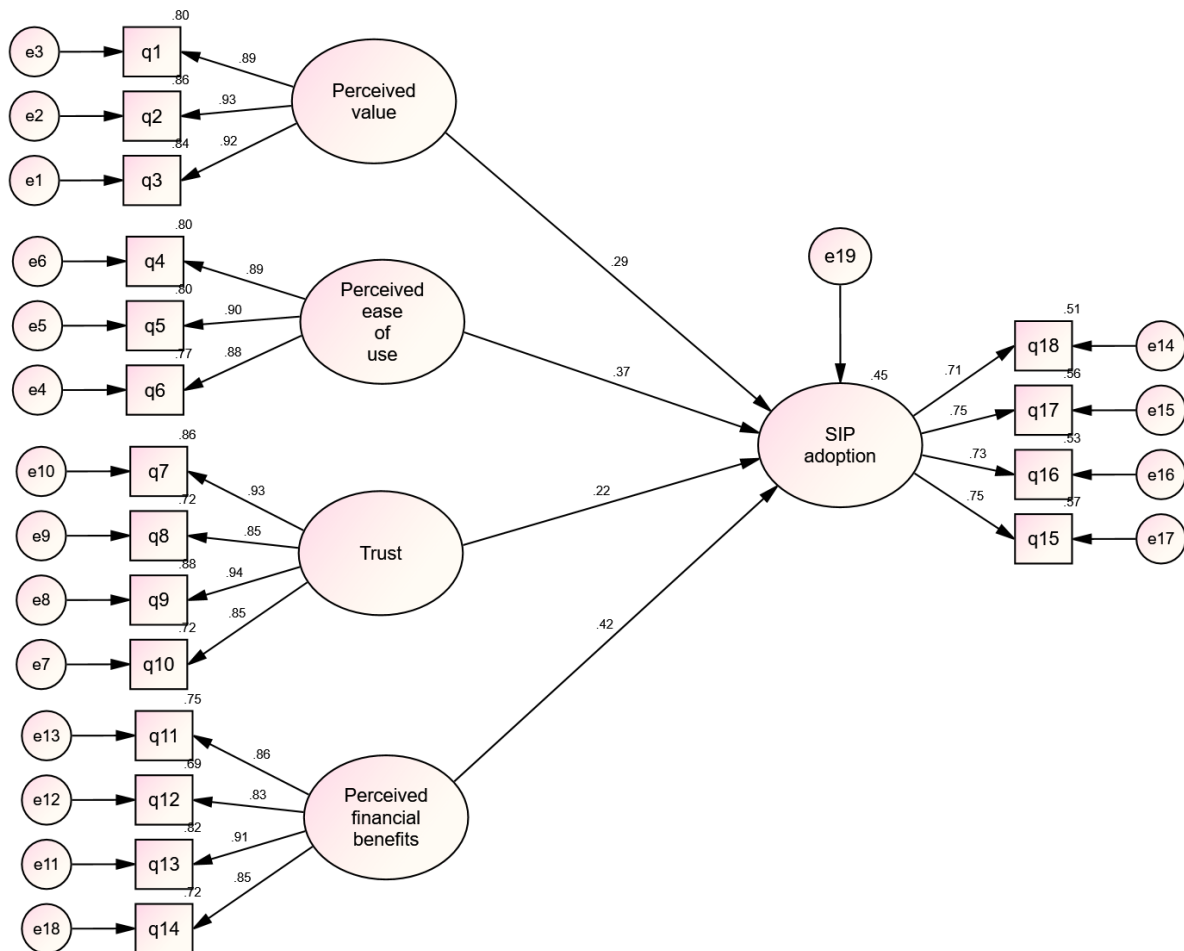 .80
e3
q1
.89
.86
e2
q2
.93
.84
e1
q3
.92
Perceived
value
.80
e6
q4
.89
.80
e5
q5
.90
.77
e4
q6
.88
Perceived
ease
of
use
.86
e10
q7
.93
.72
e9
q8
.85
.88
e8
q9
.94
.72
e7
q10
.85
Trust
.75
e13
q11
.86
.69
e12
q12
.83
.82
e11
q13
.91
.72
e18
q14
.85
Perceived
financial
benefits
.29
.37
.22
.42
e19
.45
SIP
adoption
.51
.71
q18
e14
.56
.75
q17
e15
.53
.73
q16
e16
.57
.75
q15
e17